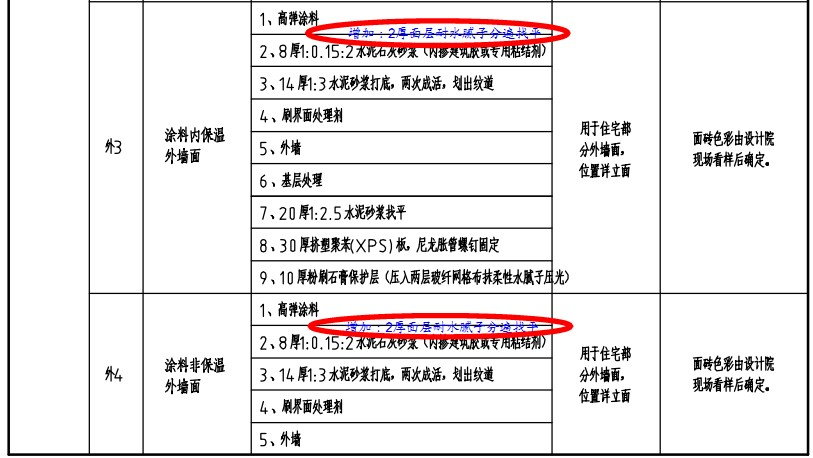 1、高弹涂料
增加：2厚面层耐水腻子分遍找平
2、8厚1:0.15:2水泥石灰砂浆（内掺建筑胶或专用粘结剂）
3、14厚1:3水泥砂浆打底，两次成活，划出纹道
4、刷界面处理剂
外3
涂料内保温
外墙面
5、外墙
用于住宅部
分外墙面，
位置详立面
面砖色彩由设计院
现场看样后确定。
6、基层处理
7、20厚1:2.5水泥砂浆找平
8、30厚挤塑聚苯(XPS)板，尼龙胀管螺钉固定
9、10厚粉刷石膏保护层（压入两层玻纤网格布抹柔性水腻子压光）
1、高弹涂料
增加：2厚面层耐水腻子分遍找平
2、8厚1:0.15:2水泥石灰砂浆（内掺建筑胶或专用粘结剂）
外4
涂料非保温
外墙面
3、14厚1:3水泥砂浆打底，两次成活，划出纹道
用于住宅部
分外墙面，
位置详立面
面砖色彩由设计院
现场看样后确定。
4、刷界面处理剂
5、外墙